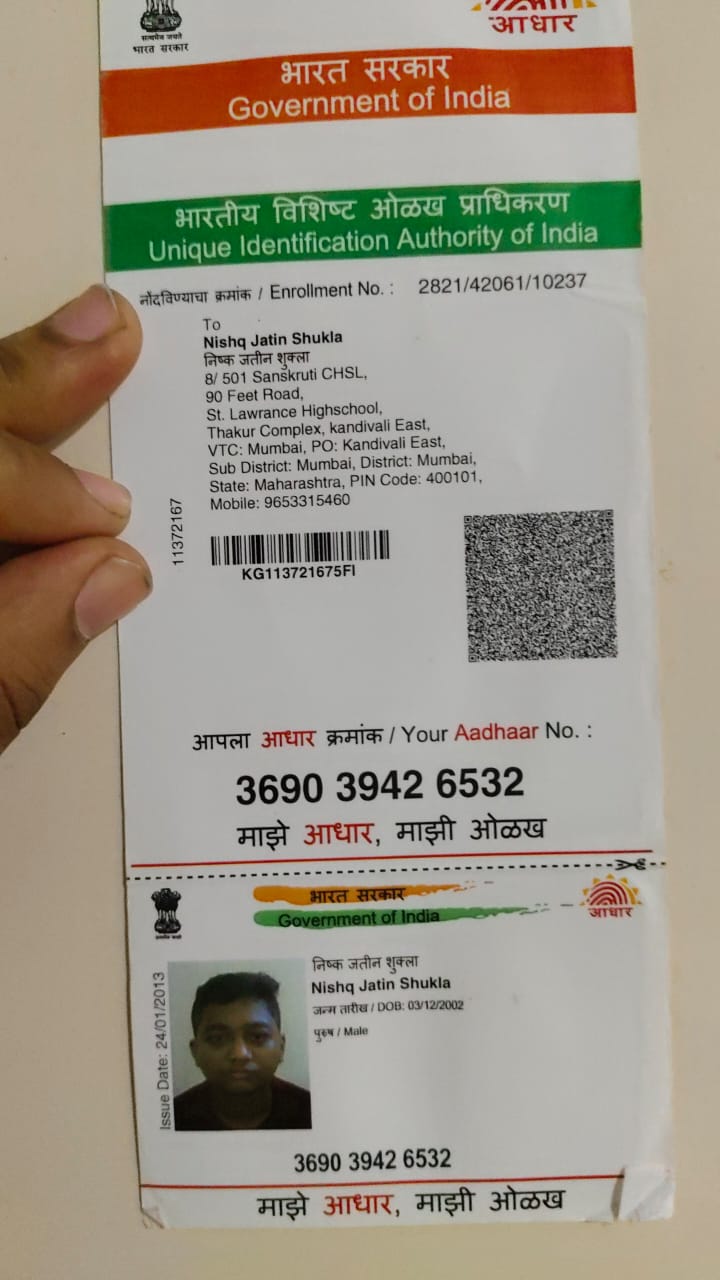 सत्यमेव जयते
भारत सरकार
आधार
भारत सरकार
Government of India
भारतीय विशिष्ट ओळख प्राधिकरण
Unique Identification Authority of India
नोंदविण्याचा क्रमांक / Enrollment No. : 2821/42061/10237
To
Nishq Jatin Shukla
निष्क जतीन शुक्ला
8/ 501 Sanskruti CHSL,
90 Feet Road,
St. Lawrance Highschool,
Thakur Complex, kandivali East,
VTC: Mumbai, PO: Kandivali East,
Sub District: Mumbai, District: Mumbai,
State: Maharashtra, PIN Code: 400101,
Mobile: 9653315460
11372167
KG113721675FI
आपला आधार क्रमांक / Your Aadhaar No. :
3690 3942 6532
माझे आधार, माझी ओळख
भारत सरकार
Government of India
आधार
निष्क जतीन शुक्ला
Nishq Jatin Shukla
जन्म तारीख / DOB: 03/12/2002
पुरुष / Male
Issue Date: 24/01/2013
3690 3942 6532
माझे आधार, माझी ओळख